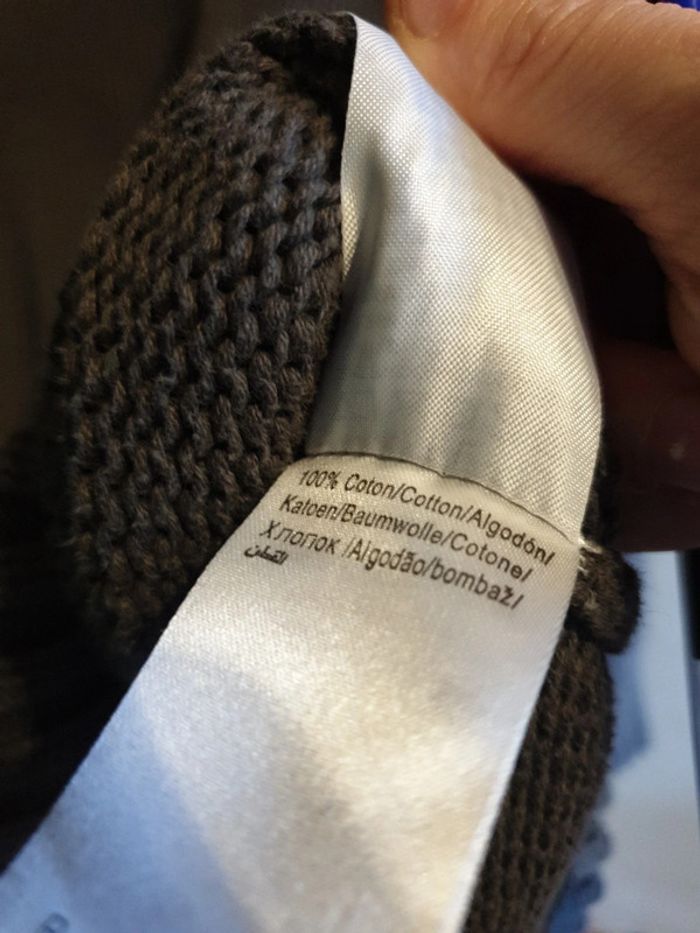 100% Coton/Cotton/Algodón/
Katoen/Baumwolle/Cotone/
Хлопок /Algodão/bombaž/
القطن